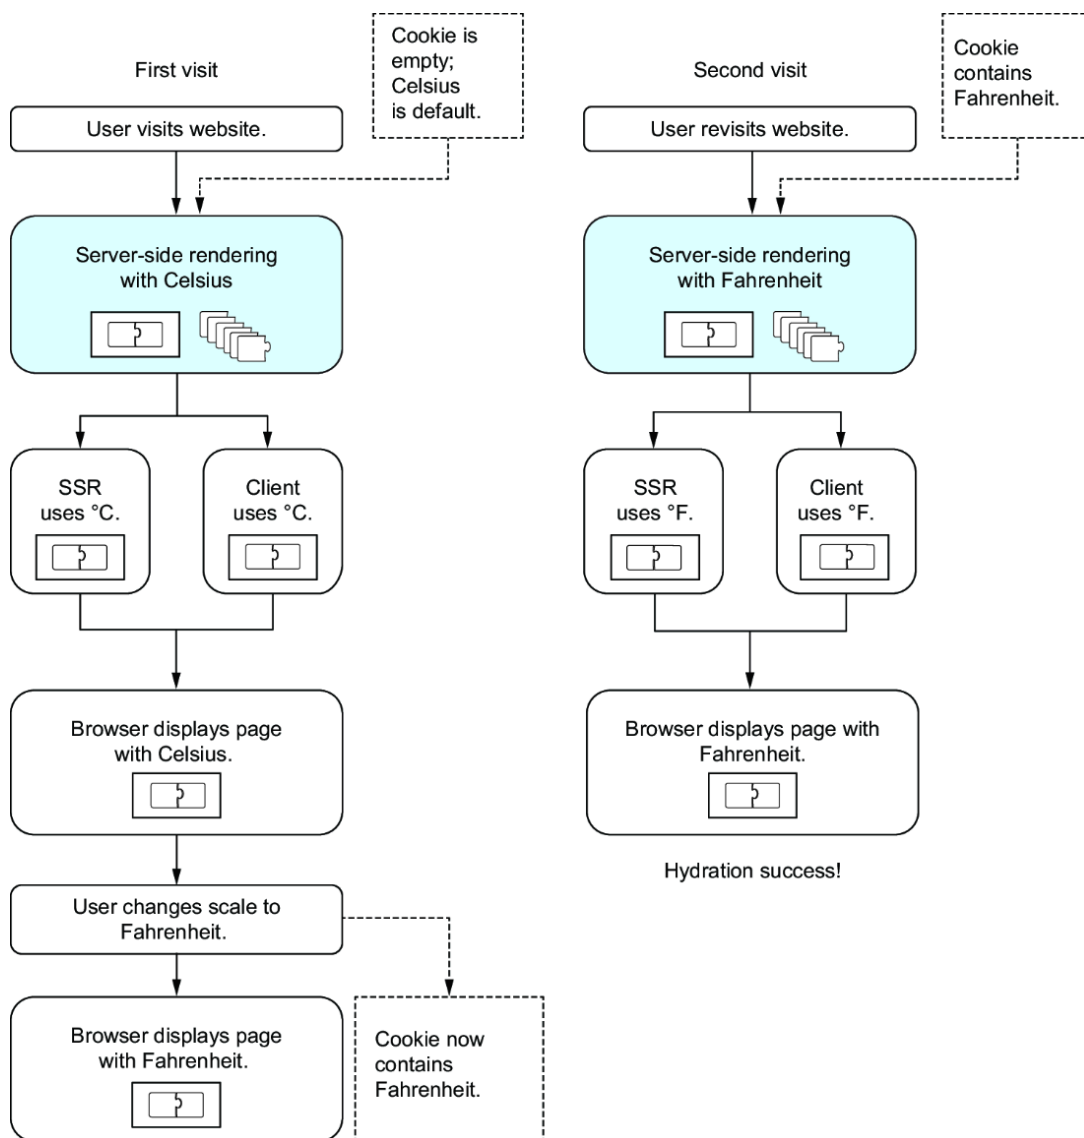 First visit
Cookie is
empty;
Celsius
is default.
User visits website.
Server-side rendering
with Celsius
SSR
uses °C.
Client
uses °C.
Browser displays page
with Celsius.
User changes scale to
Fahrenheit.
Browser displays page
with Fahrenheit.
Cookie now
contains
Fahrenheit.
Second visit
Cookie
contains
Fahrenheit.
User revisits website.
Server-side rendering
with Fahrenheit
SSR
uses °F.
Client
uses °F.
Browser displays page with
Fahrenheit.
Hydration success!